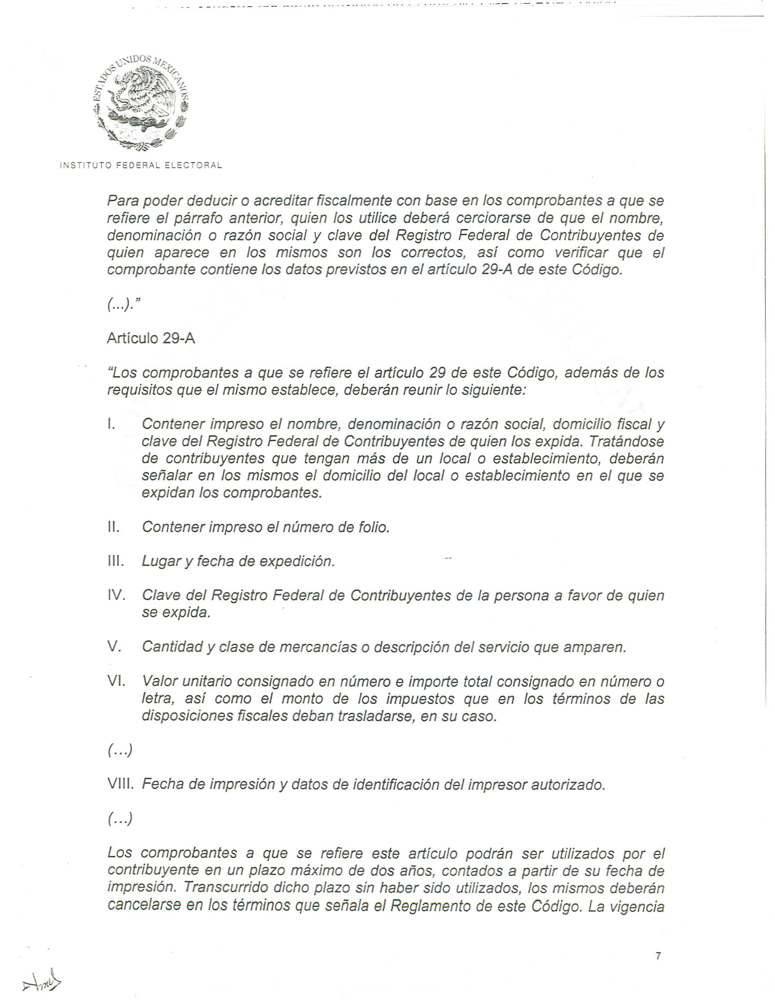 ESTADOS UNIDOS MEXICANOS
INSTITUTO FEDERAL ELECTORAL
Para poder deducir o acreditar fiscalmente con base en los comprobantes a que se
refiere el párrafo anterior, quien los utilice deberá cerciorarse de que el nombre,
denominación o razón social y clave del Registro Federal de Contribuyentes de
quien aparece en los mismos son los correctos, así como verificar que el
comprobante contiene los datos previstos en el artículo 29-A de este Código.
(...)."
Artículo 29-A
“Los comprobantes a que se refiere el artículo 29 de este Código, además de los
requisitos que el mismo establece, deberán reunir lo siguiente:
I. Contener impreso el nombre, denominación o razón social, domicilio fiscal y
clave del Registro Federal de Contribuyentes de quien los expida. Tratándose
de contribuyentes que tengan más de un local o establecimiento, deberán
señalar en los mismos el domicilio del local o establecimiento en el que se
expidan los comprobantes.
II. Contener impreso el número de folio.
III. Lugar y fecha de expedición.
IV. Clave del Registro Federal de Contribuyentes de la persona a favor de quien
se expida.
V. Cantidad y clase de mercancías o descripción del servicio que amparen.
VI. Valor unitario consignado en número e importe total consignado en número o
letra, así como el monto de los impuestos que en los términos de las
disposiciones fiscales deban trasladarse, en su caso.
(...)
VIII. Fecha de impresión y datos de identificación del impresor autorizado.
(...)
Los comprobantes a que se refiere este artículo podrán ser utilizados por el
contribuyente en un plazo máximo de dos años, contados a partir de su fecha de
impresión. Transcurrido dicho plazo sin haber sido utilizados, los mismos deberán
cancelarse en los términos que señala el Reglamento de este Código. La vigencia
7